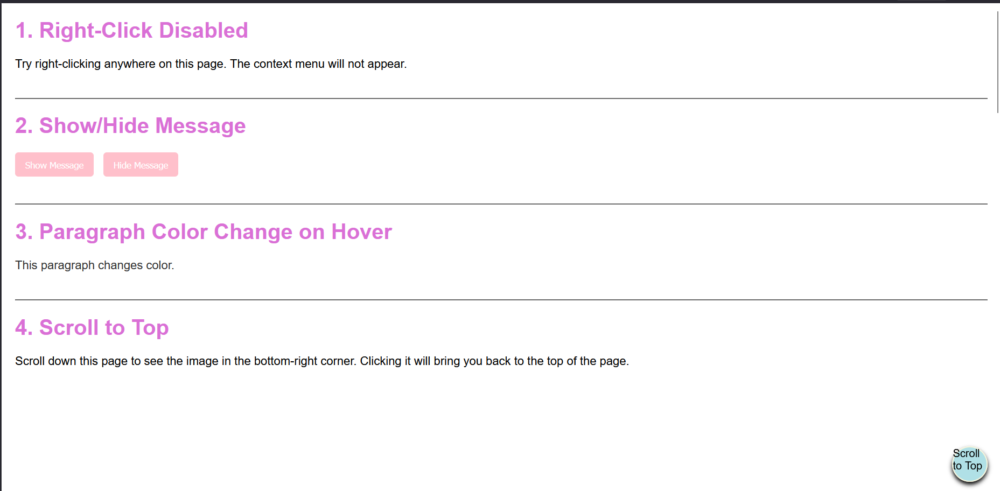 1. Right-Click Disabled
Try right-clicking anywhere on this page. The context menu will not appear.
2. Show/Hide Message
Show Message
Hide Message
3. Paragraph Color Change on Hover
This paragraph changes color.
4. Scroll to Top
Scroll down this page to see the image in the bottom-right corner. Clicking it will bring you back to the top of the page.
Scroll
to Top